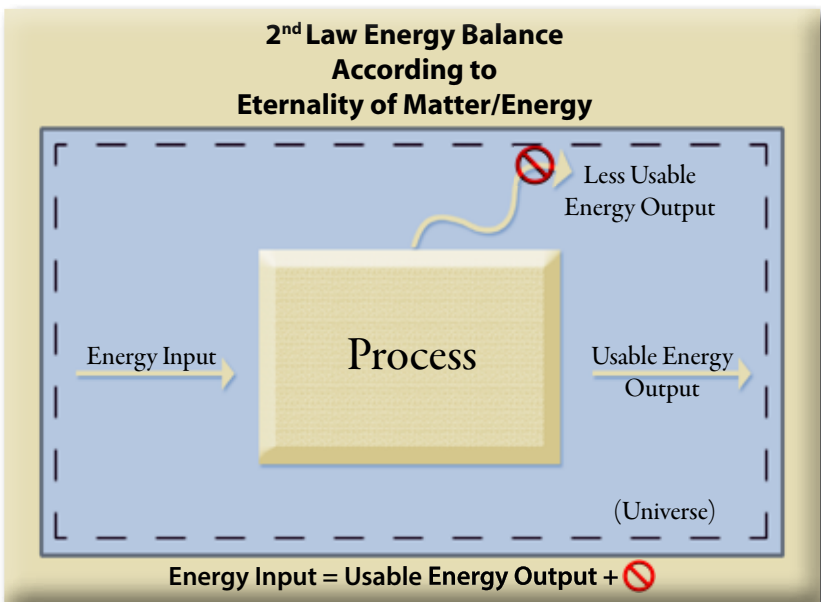 2nd Law Energy Balance
According to
Eternality of Matter/Energy
Less Usable
Energy Output
Energy Input
Process
Usable Energy
Output
(Universe)
Energy Input = Usable Energy Output + 🚫